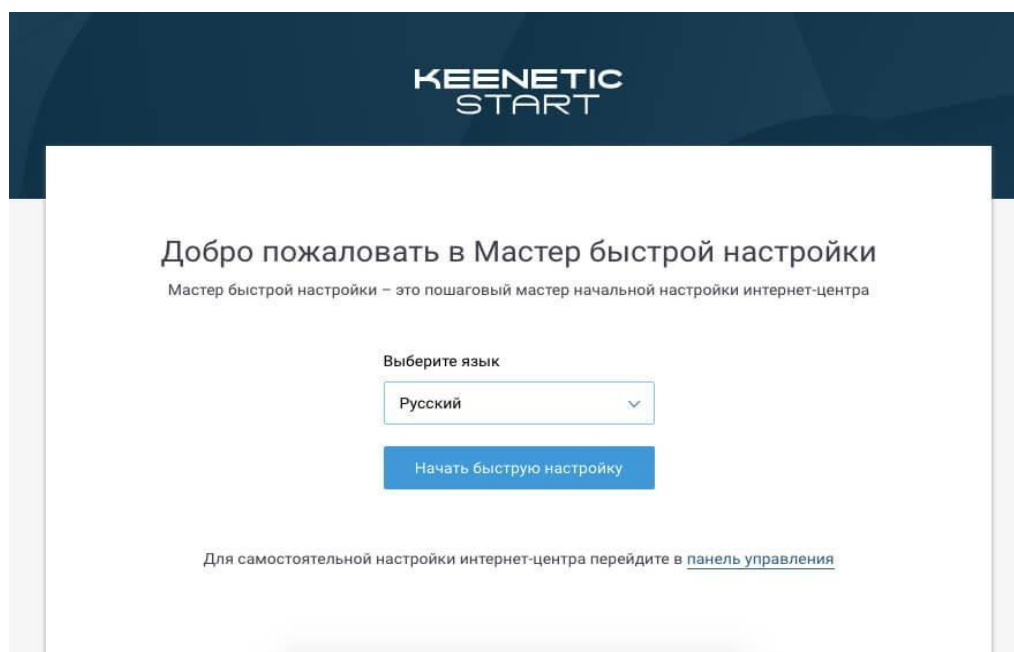 KEENETIC
START
Добро пожаловать в Мастер быстрой настройки
Мастер быстрой настройки – это пошаговый мастер начальной настройки интернет-центра
Выберите язык
Русский
Начать быструю настройку
Для самостоятельной настройки интернет-центра перейдите в панель управления